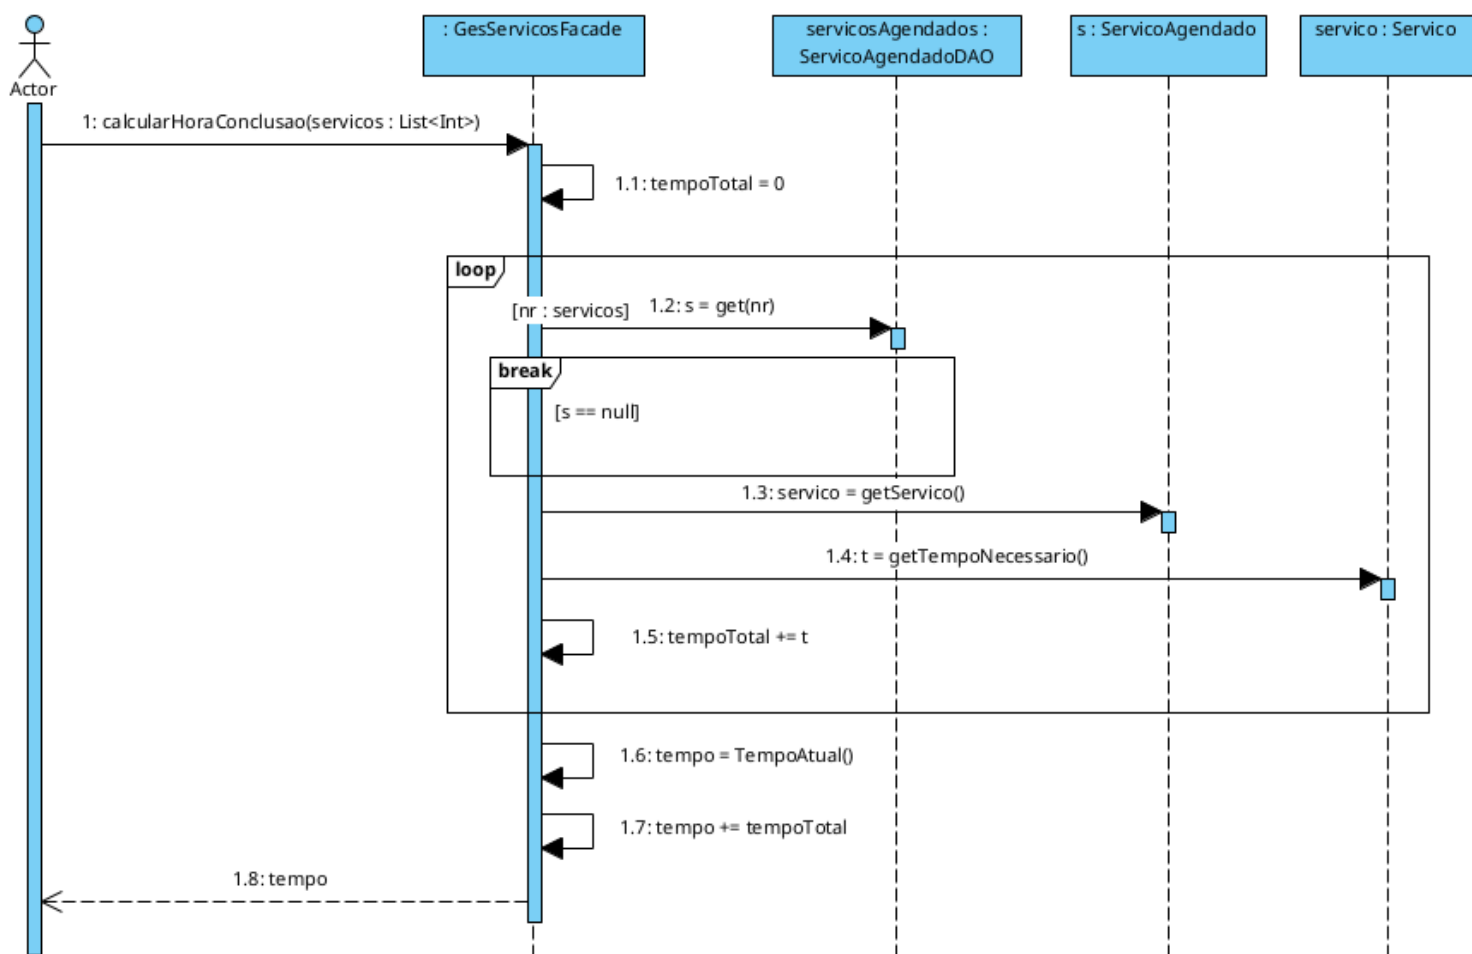 : GesServicosFacade
servicosAgendados :
ServicoAgendadoDAO
s : ServicoAgendado
servico : Servico
Actor
1: calcularHoraConclusao(servicos : List<Int>)
1.1: tempoTotal = 0
loop
[nr : servicos]
1.2: s = get(nr)
break
[s == null]
1.3: servico = getServico()
1.4: t = getTempoNecessario()
1.5: tempoTotal += t
1.6: tempo = TempoAtual()
1.7: tempo += tempoTotal
1.8: tempo